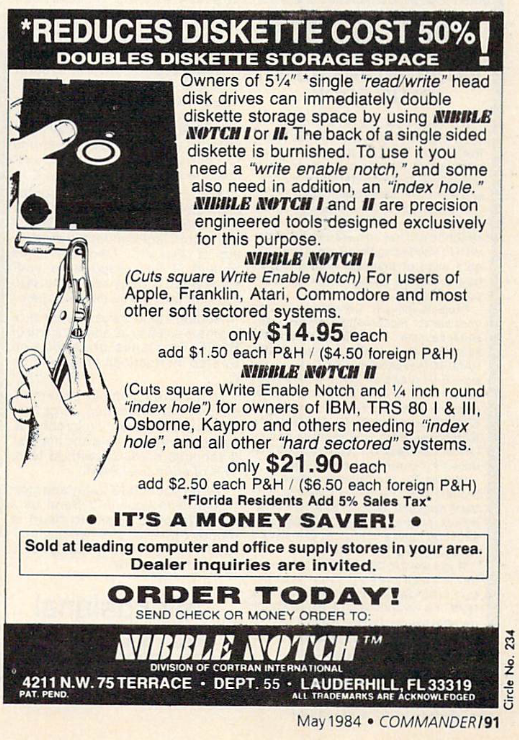 *REDUCES DISKETTE COST 50%!
DOUBLES DISKETTE STORAGE SPACE
Owners of 5¼" *single "read/write" head
disk drives can immediately double
diskette storage space by using NIBBLE
NOTCH I or II. The back of a single sided
diskette is burnished. To use it you
need a "write enable notch," and some
also need in addition, an "index hole."
NIBBLE NOTCH I and II are precision
engineered tools designed exclusively
for this purpose.
NIBBLE NOTCH I
(Cuts square Write Enable Notch) For users of
Apple, Franklin, Atari, Commodore and most
other soft sectored systems.
only $14.95 each
add $1.50 each P&H / ($4.50 foreign P&H)
NIBBLE NOTCH II
(Cuts square Write Enable Notch and ¼ inch round
"index hole") for owners of IBM, TRS 80 I & III,
Osborne, Kaypro and others needing "index
hole", and all other "hard sectored" systems.
only $21.90 each
add $2.50 each P&H / ($6.50 foreign P&H)
*Florida Residents Add 5% Sales Tax*
• IT'S A MONEY SAVER! •
Sold at leading computer and office supply stores in your area.
Dealer inquiries are invited.
ORDER TODAY!
SEND CHECK OR MONEY ORDER TO:
NIBBLE NOTCH™
DIVISION OF CORTRAN INTERNATIONAL
4211 N.W. 75 TERRACE • DEPT. 55 • LAUDERHILL, FL 33319
PAT. PEND. ALL TRADEMARKS ARE ACKNOWLEDGED
Circle No. 234
May 1984 • COMMANDER/91